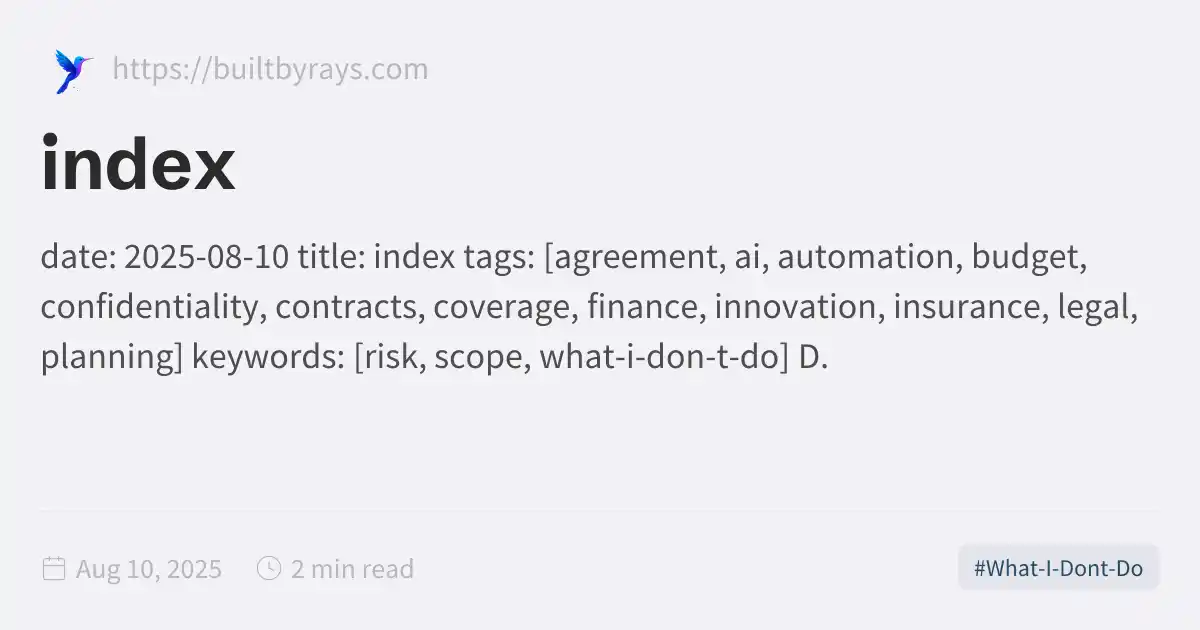 https://builtbyrays.com
index
date: 2025-08-10 title: index tags: [agreement, ai, automation, budget,
confidentiality, contracts, coverage, finance, innovation, insurance, legal,
planning] keywords: [risk, scope, what-i-don-t-do] D.
Aug 10, 2025 2 min read #What-I-Dont-Do